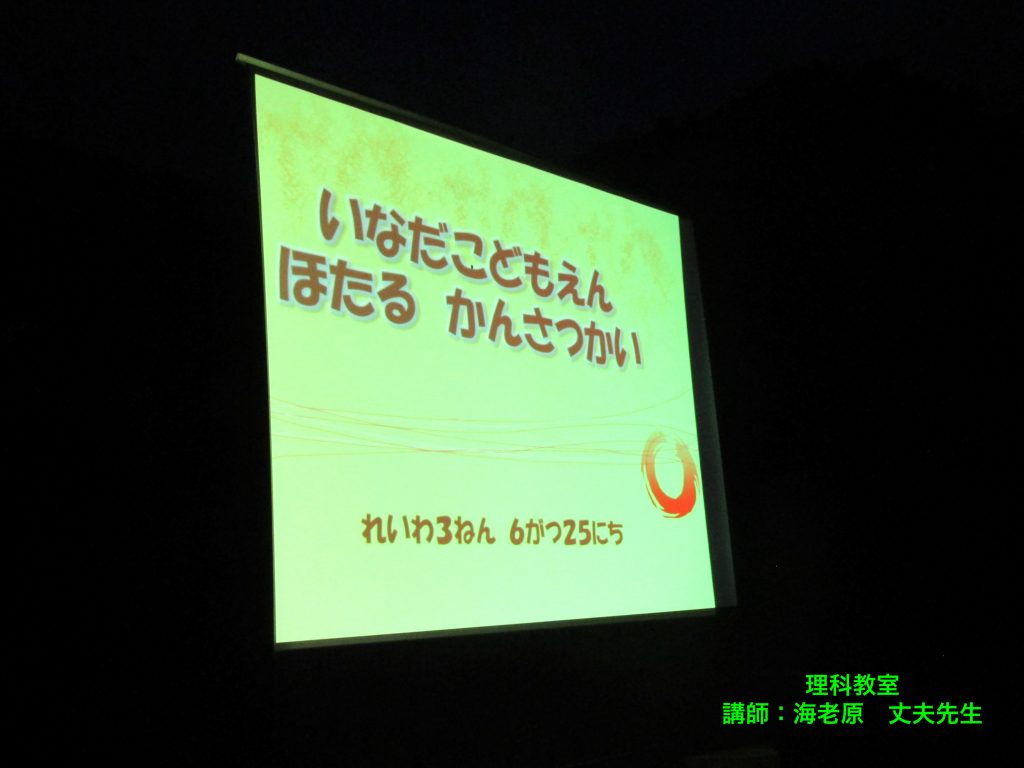 いなだこどもえん
ほたる かんさつかい
れいわ3ねん 6がつ25にち
理科教室
講師：海老原　丈夫先生